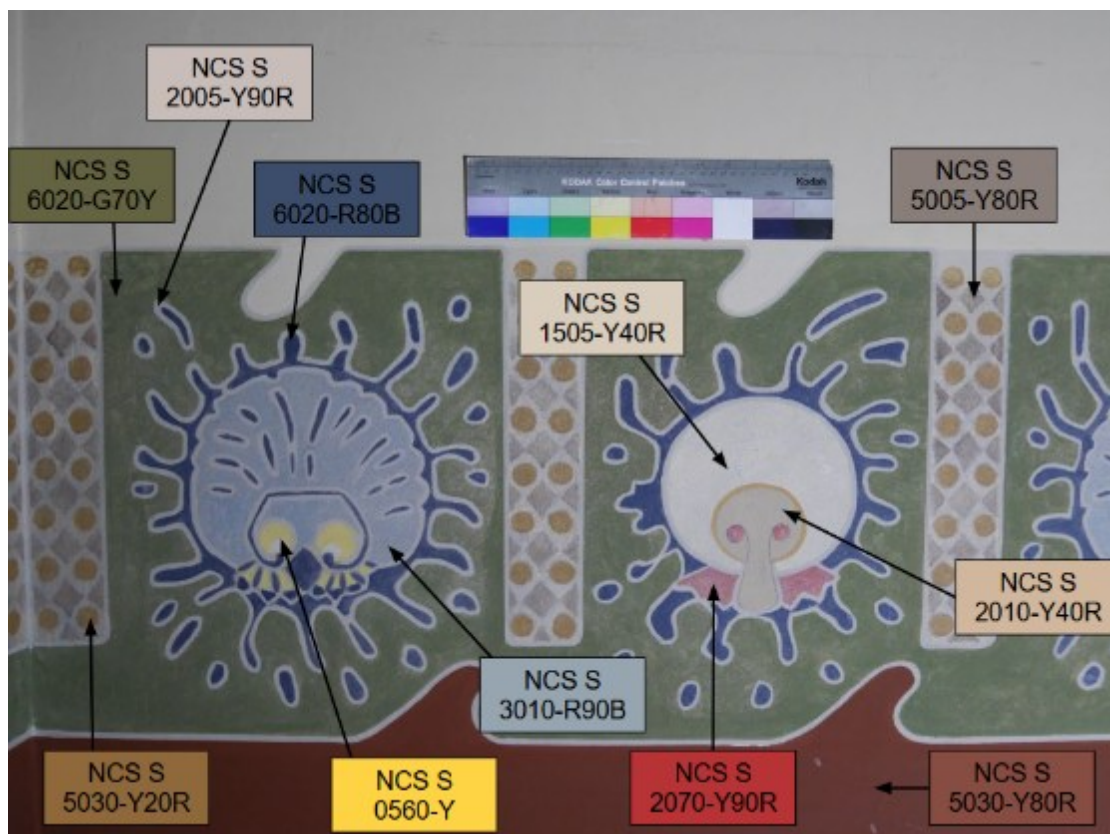 NCS S
2005-Y90R
NCS S
6020-G70Y
NCS S
6020-R80B
KODAK Color Control Patches
Kodak
NCS S
5005-Y80R
NCS S
1505-Y40R
NCS S
2010-Y40R
NCS S
3010-R90B
NCS S
5030-Y20R
NCS S
0560-Y
NCS S
2070-Y90R
NCS S
5030-Y80R